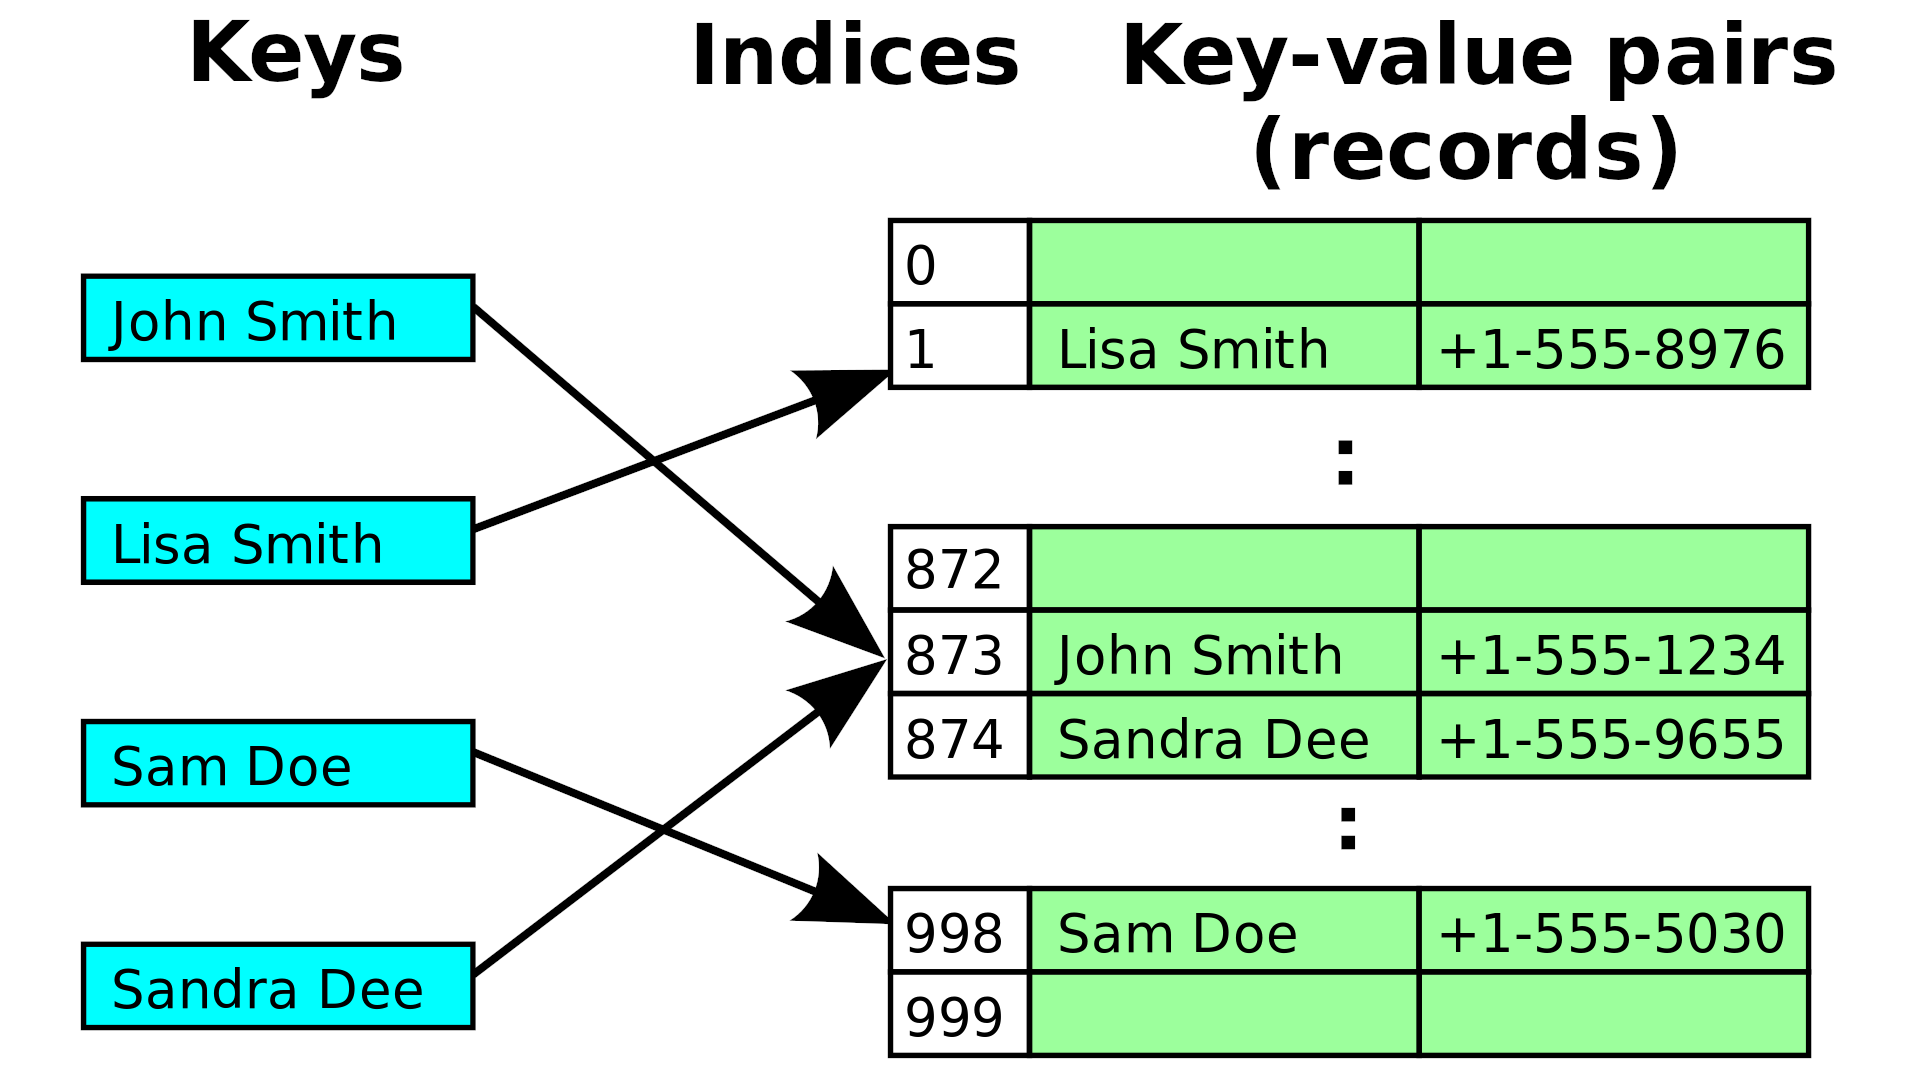 Keys
Indices
Key-value pairs
(records)
John Smith
Lisa Smith
Sam Doe
Sandra Dee
0
1 Lisa Smith +1-555-8976
:
872
873 John Smith +1-555-1234
874 Sandra Dee +1-555-9655
:
998 Sam Doe +1-555-5030
999